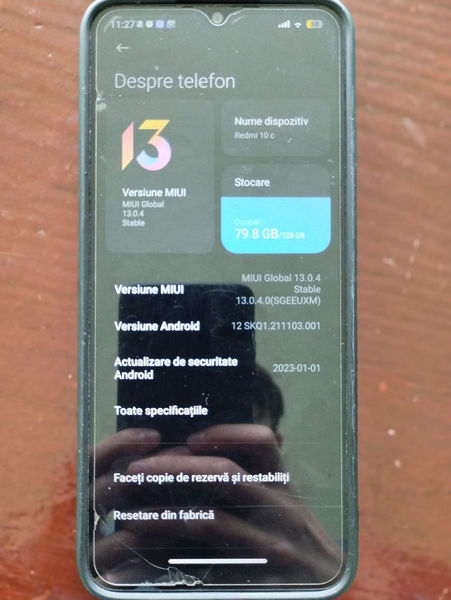 11:27
38
Despre telefon
13
Versiune MIUI
MIUI Global
13.0.4
Stable
Nume dispozitiv
Redmi 10 c
Stocare
Ocupat
79.8 GB/128 GB
Versiune MIUI
MIUI Global 13.0.4
Stable
13.0.4.0(SGEEUXM)
Versiune Android
12 SKQ1.211103.001
Actualizare de securitate
Android
2023-01-01
Toate specificațiile
Faceți copie de rezervă și restabiliți
Resetare din fabrică